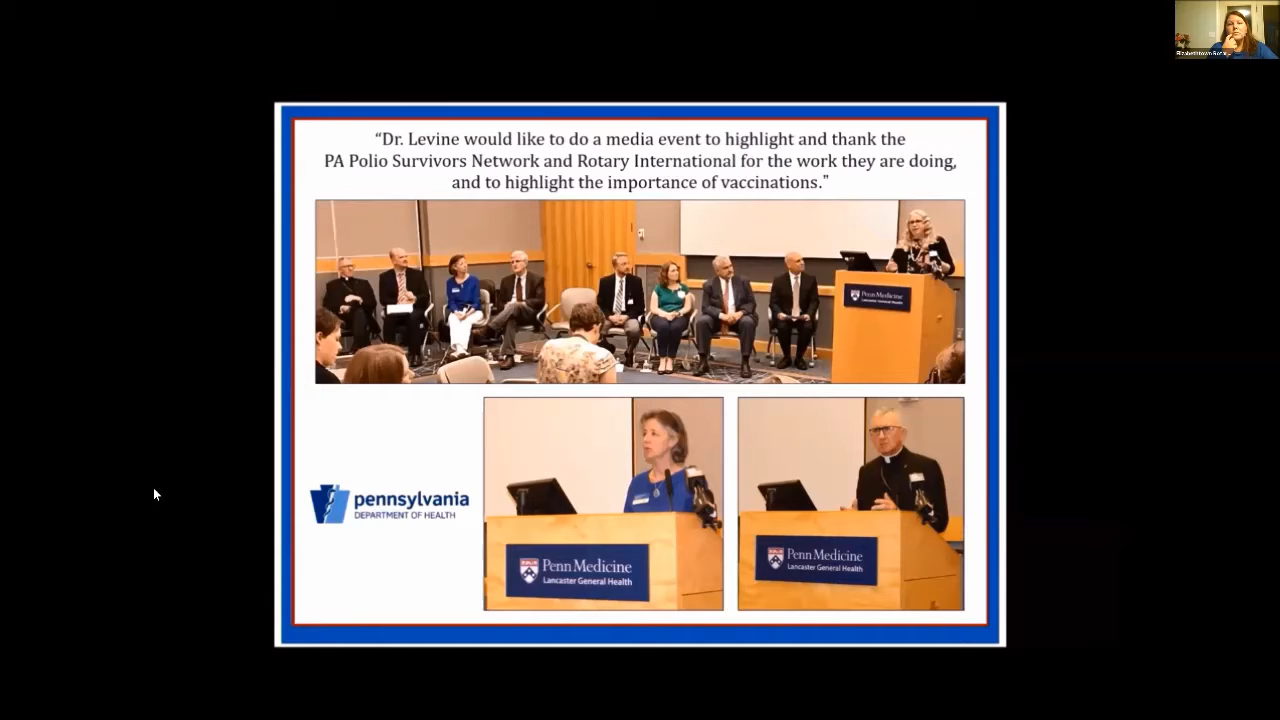 Elizabethtown Rotar...
“Dr. Levine would like to do a media event to highlight and thank the
PA Polio Survivors Network and Rotary International for the work they are doing,
and to highlight the importance of vaccinations.”
Penn Medicine
Lancaster General Health
pennsylvania
DEPARTMENT OF HEALTH
Penn Medicine
Lancaster General Health
Penn Medicine
Lancaster General Health